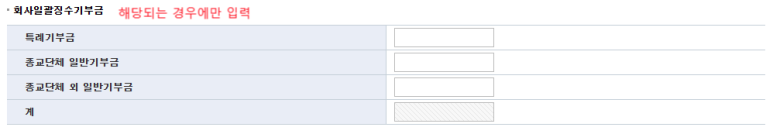 회사일괄징수기부금 해당되는 경우에만 입력
특례기부금
종교단체 일반기부금
종교단체 외 일반기부금
계